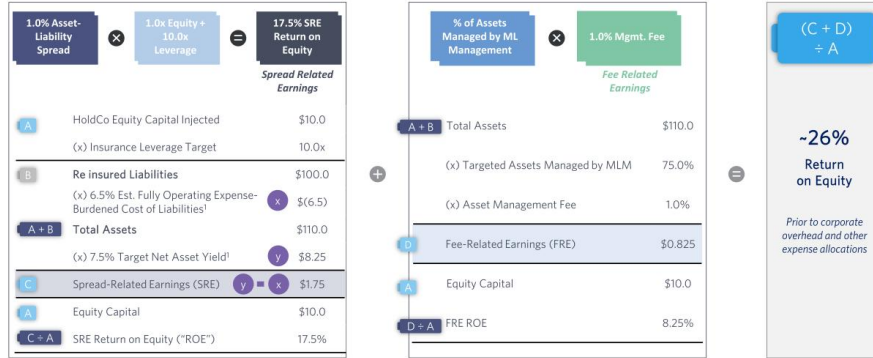 1.0% Asset-
Liability
Spread
1.0x Equity +
10.0x
Leverage
17.5% SRE
Return on
Equity
Spread Related
Earnings
A HoldCo Equity Capital Injected $10.0
(x) Insurance Leverage Target 10.0x
B Re insured Liabilities $100.0
(x) 6.5% Est. Fully Operating Expense-
Burdened Cost of Liabilities¹ x $(6.5)
A + B Total Assets $110.0
(x) 7.5% Target Net Asset Yield¹ y $8.25
C Spread-Related Earnings (SRE) y - x $1.75
A Equity Capital $10.0
C ÷ A SRE Return on Equity ("ROE") 17.5%
% of Assets
Managed by ML
Management
1.0% Mgmt. Fee
Fee Related
Earnings
A + B Total Assets $110.0
(x) Targeted Assets Managed by MLM 75.0%
(x) Asset Management Fee 1.0%
D Fee-Related Earnings (FRE) $0.825
A Equity Capital $10.0
D ÷ A FRE ROE 8.25%
(C + D)
÷ A
~26%
Return
on Equity
Prior to corporate
overhead and other
expense allocations